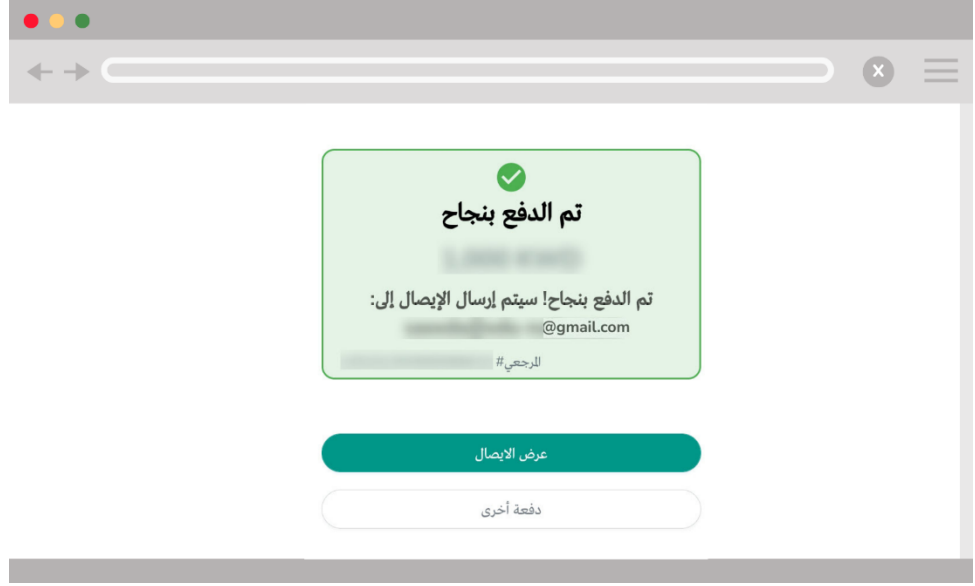 تم الدفع بنجاح
تم الدفع بنجاح! سيتم إرسال الإيصال إلى:
@gmail.com
المرجعي#
عرض الايصال
دفعة أخرى